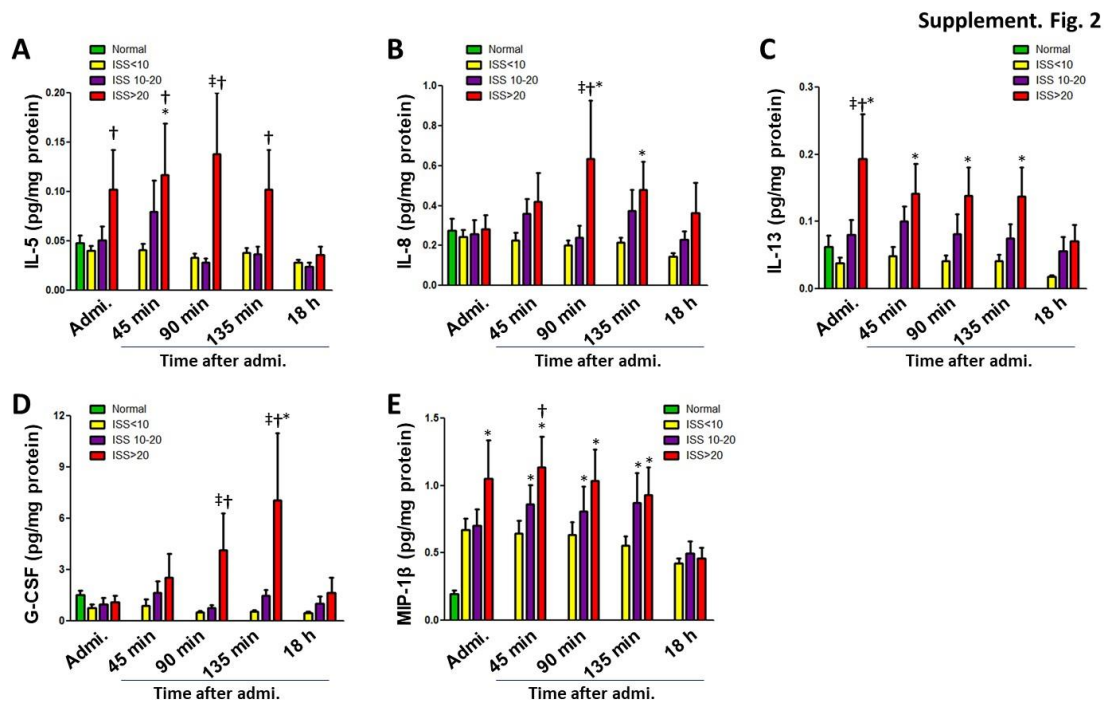 Supplement. Fig. 2
A
Normal
ISS<10
ISS 10-20
ISS>20
IL-5 (pg/mg protein)
0.20
0.15
0.10
0.05
0.00
†
†
*
‡†
†
Admi.
45 min
90 min
135 min
18 h
Time after admi.
B
Normal
ISS<10
ISS 10-20
ISS>20
IL-8 (pg/mg protein)
1.0
0.8
0.6
0.4
0.2
0.0
‡†*
*
Admi.
45 min
90 min
135 min
18 h
Time after admi.
C
Normal
ISS<10
ISS 10-20
ISS>20
IL-13 (pg/mg protein)
0.3
0.2
0.1
0.0
‡†*
*
*
*
Admi.
45 min
90 min
135 min
18 h
Time after admi.
D
Normal
ISS<10
ISS 10-20
ISS>20
G-CSF (pg/mg protein)
12
9
6
3
0
‡†
‡†*
Admi.
45 min
90 min
135 min
18 h
Time after admi.
E
Normal
ISS<10
ISS 10-20
ISS>20
MIP-1β (pg/mg protein)
1.5
1.0
0.5
0.0
*
*
†
*
*
*
* *
Admi.
45 min
90 min
135 min
18 h
Time after admi.